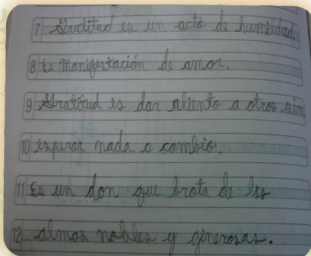 7 Gratitud es un acto de humildad
8 Es manifestación de amor.
9 Gratitud es dar aliento a otros sin
10 esperar nada a cambio.
11 Es un don que brota de las
12 almas nobles y generosas.